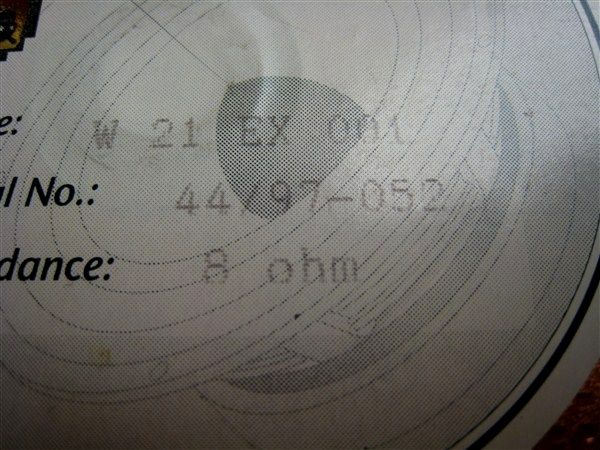 e: W 21 EX 001
l No.: 44/97-052
dance: 8 ohm